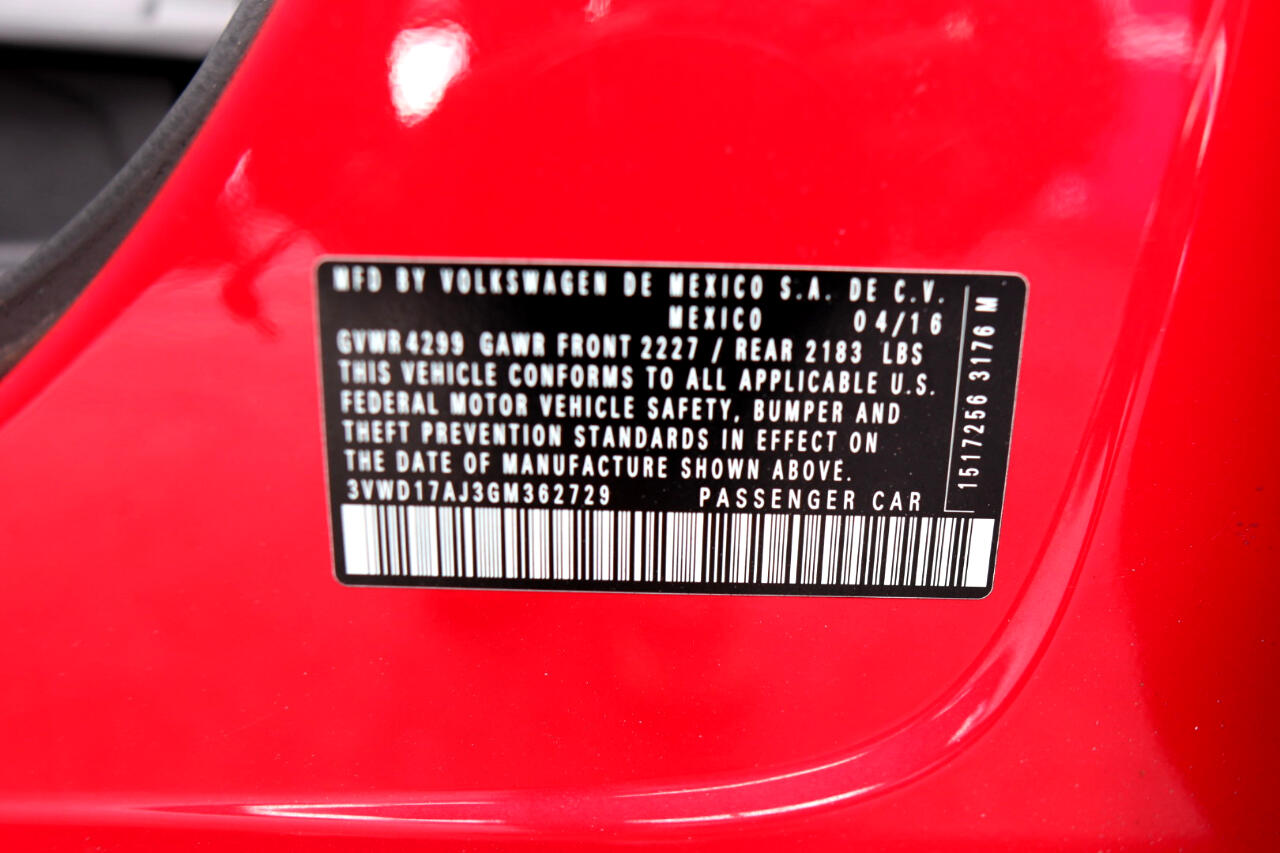 MFD BY VOLKSWAGEN DE MEXICO S.A. DE C.V.
MEXICO 04/16
GVWR 4299 GAWR FRONT 2227 / REAR 2183 LBS
THIS VEHICLE CONFORMS TO ALL APPLICABLE U.S.
FEDERAL MOTOR VEHICLE SAFETY, BUMPER AND
THEFT PREVENTION STANDARDS IN EFFECT ON
THE DATE OF MANUFACTURE SHOWN ABOVE.
3VWD17AJ3GM362729 PASSENGER CAR
1517256 3176 M